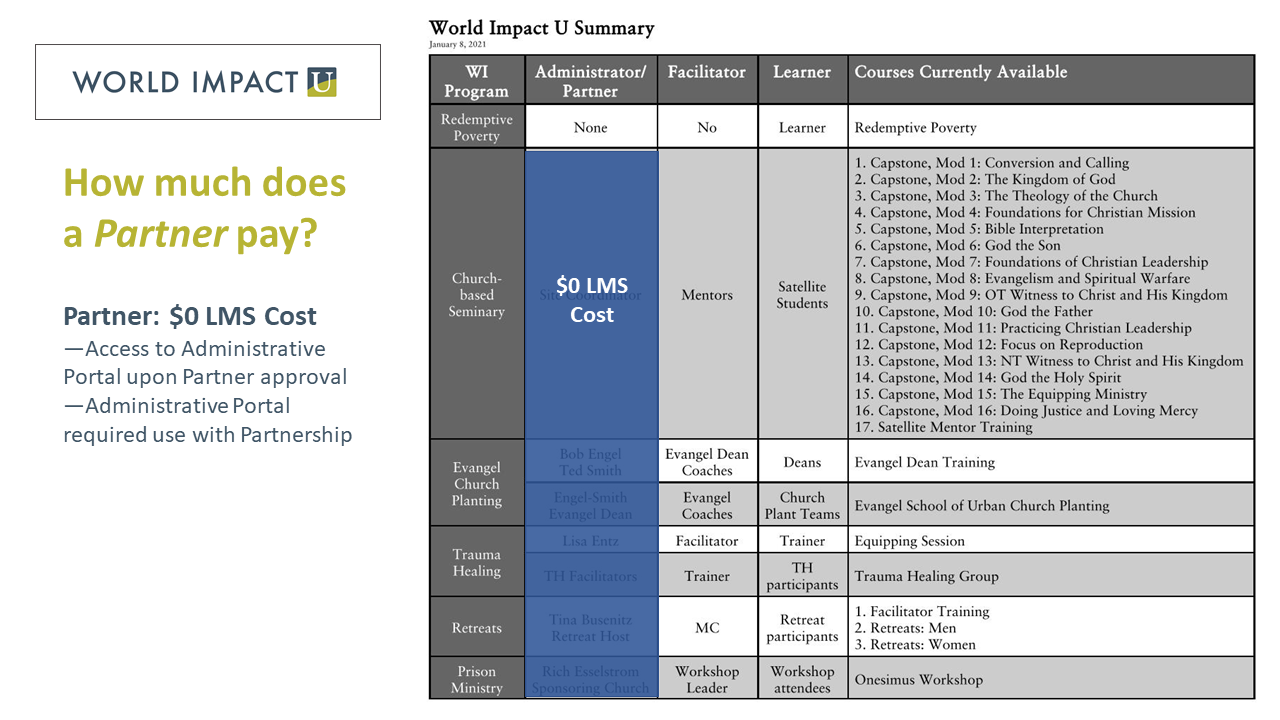 WORLD IMPACT U
How much does
a Partner pay?
Partner: $0 LMS Cost
—Access to Administrative
Portal upon Partner approval
—Administrative Portal
required use with Partnership
World Impact U Summary
January 8, 2021
WI
Program
Administrator/
Partner
Facilitator
Learner
Courses Currently Available
Redemptive
Poverty
None
No
Learner
Redemptive Poverty
Church-
based
Seminary
Site Coordinator
$0 LMS
Cost
Mentors
Satellite
Students
1. Capstone, Mod 1: Conversion and Calling
2. Capstone, Mod 2: The Kingdom of God
3. Capstone, Mod 3: The Theology of the Church
4. Capstone, Mod 4: Foundations for Christian Mission
5. Capstone, Mod 5: Bible Interpretation
6. Capstone, Mod 6: God the Son
7. Capstone, Mod 7: Foundations of Christian Leadership
8. Capstone, Mod 8: Evangelism and Spiritual Warfare
9. Capstone, Mod 9: OT Witness to Christ and His Kingdom
10. Capstone, Mod 10: God the Father
11. Capstone, Mod 11: Practicing Christian Leadership
12. Capstone, Mod 12: Focus on Reproduction
13. Capstone, Mod 13: NT Witness to Christ and His Kingdom
14. Capstone, Mod 14: God the Holy Spirit
15. Capstone, Mod 15: The Equipping Ministry
16. Capstone, Mod 16: Doing Justice and Loving Mercy
17. Satellite Mentor Training
Evangel
Church
Planting
Bob Engel
Ted Smith
Evangel Dean
Coaches
Deans
Evangel Dean Training
Engel-Smith
Evangel Dean
Evangel
Coaches
Church
Plant Teams
Evangel School of Urban Church Planting
Trauma
Healing
Lisa Entz
Facilitator
Trainer
Equipping Session
TH Facilitators
Trainer
TH
participants
Trauma Healing Group
Retreats
Tina Busenitz
Retreat Host
MC
Retreat
participants
1. Facilitator Training
2. Retreats: Men
3. Retreats: Women
Prison
Ministry
Rich Esselstrom
Sponsoring Church
Workshop
Leader
Workshop
attendees
Onesimus Workshop